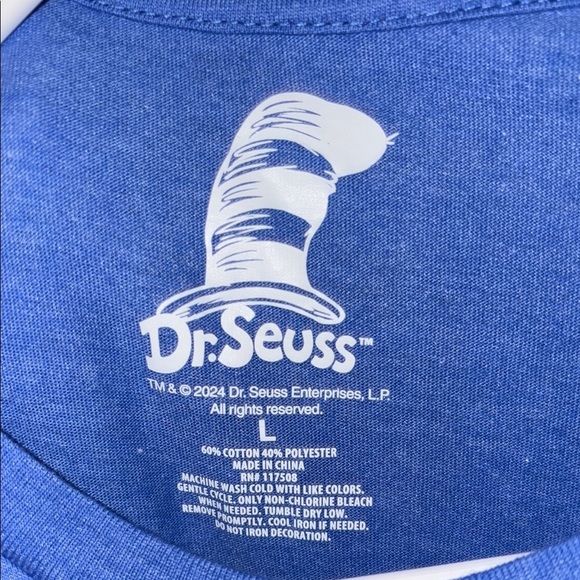 Dr. Seuss™
TM & © 2024 Dr. Seuss Enterprises, L.P.
All rights reserved.
L
60% COTTON 40% POLYESTER
MADE IN CHINA
RN# 117508
MACHINE WASH COLD WITH LIKE COLORS.
GENTLE CYCLE. ONLY NON-CHLORINE BLEACH
WHEN NEEDED. TUMBLE DRY LOW.
REMOVE PROMPTLY. COOL IRON IF NEEDED.
DO NOT IRON DECORATION.